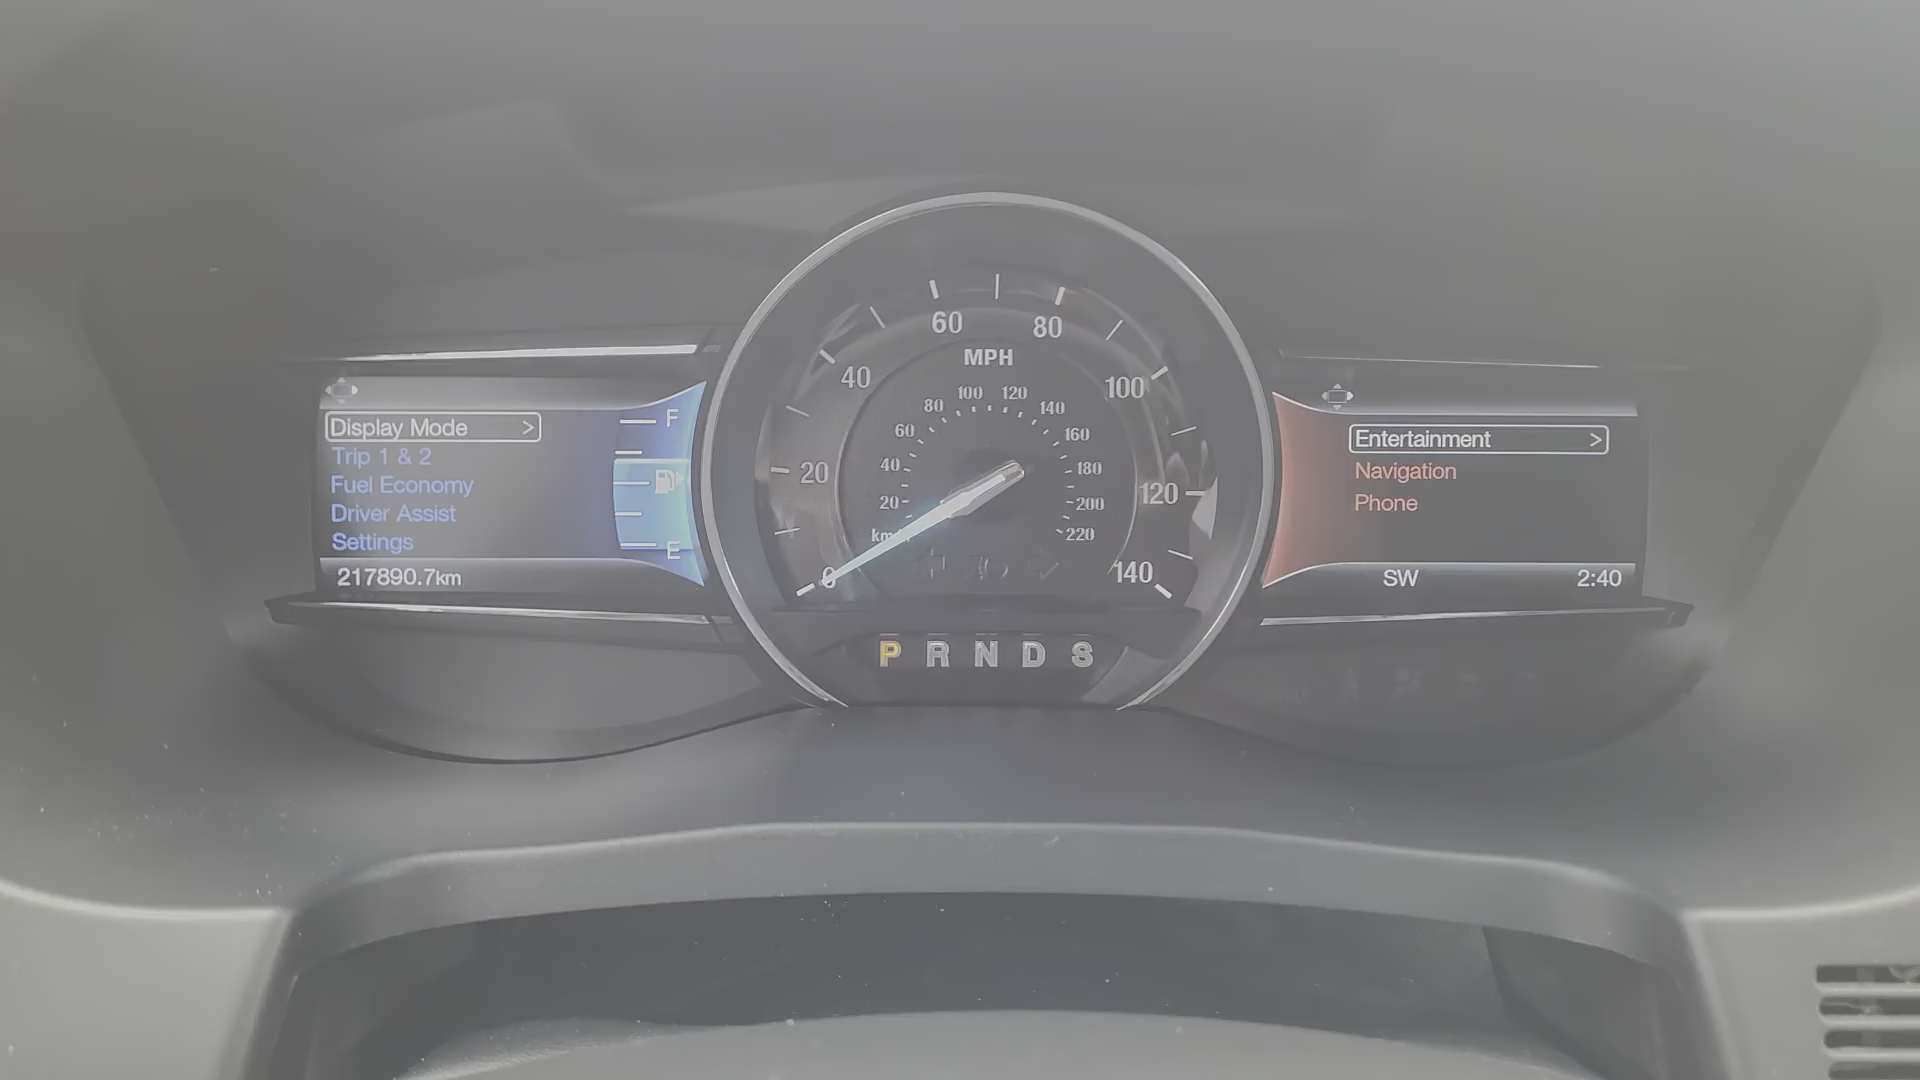 Display Mode >
Trip 1 & 2
Fuel Economy
Driver Assist
Settings
217890.7km
F
E
0
20
40
60
80
100
120
140
MPH
20
40
60
80
100
120
140
160
180
200
220
P R N D S
Entertainment >
Navigation
Phone
SW 2:40